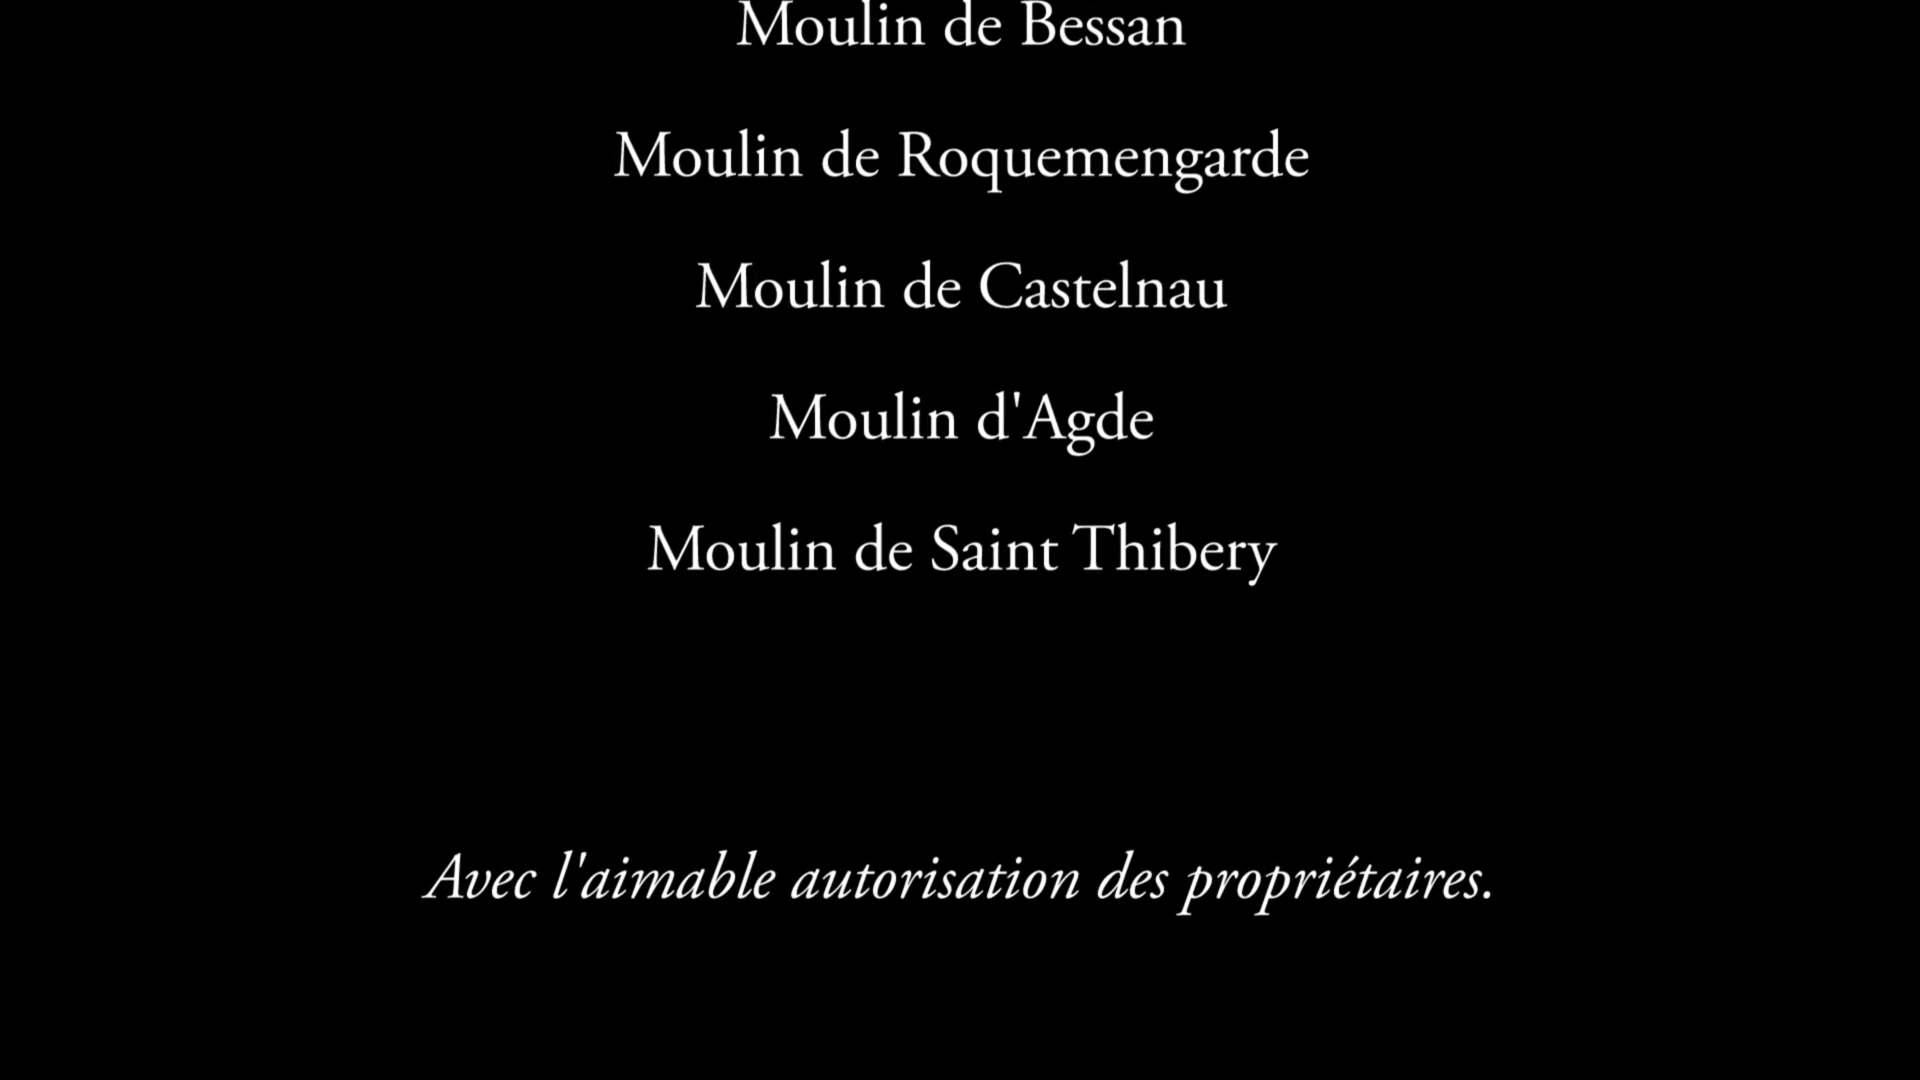 Moulin de Bessan
Moulin de Roquemengarde
Moulin de Castelnau
Moulin d'Agde
Moulin de Saint Thibery
Avec l'aimable autorisation des propriétaires.